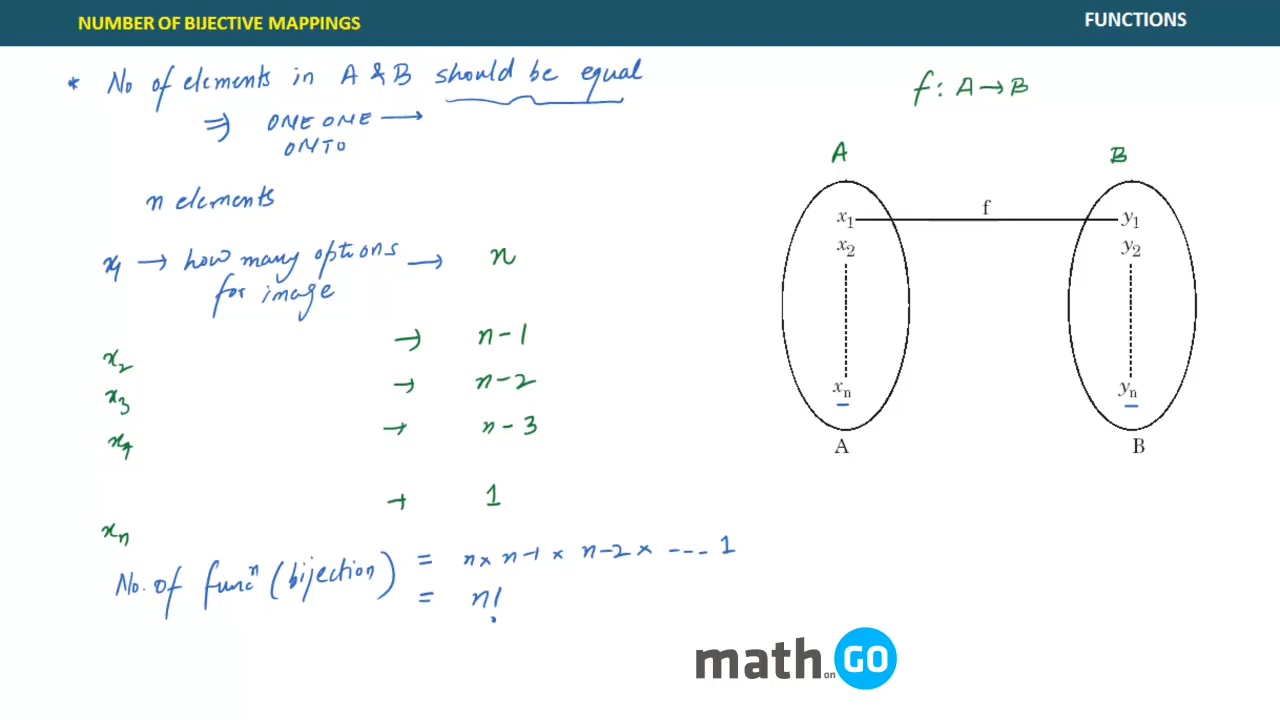 NUMBER OF BIJECTIVE MAPPINGS
FUNCTIONS
* No of elements in A & B should be equal
⇒ ONE ONE →
ONTO
n elements
x1 → how many options → n
for image
x2 → n-1
x3 → n-2
x4 → n-3
xn → 1
No. of funcⁿ (bijection) = n x n-1 x n-2 x ---- 1
= n!
f : A → B
A B
f
x1 y1
x2 y2
xn yn
A B
math on GO